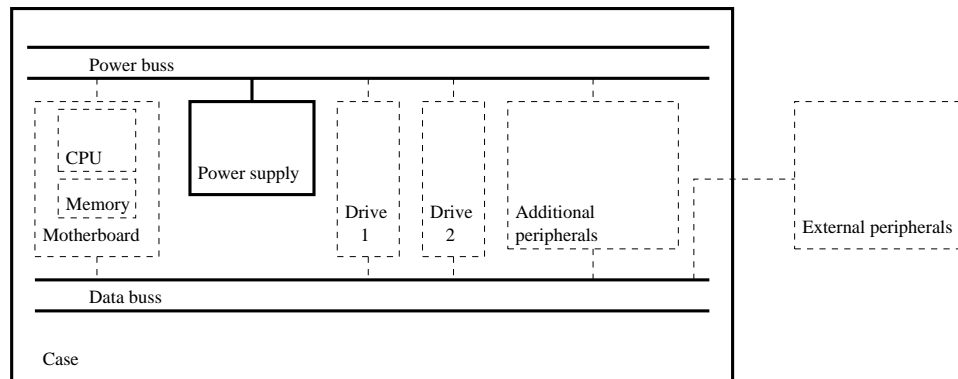 Power buss
CPU
Memory
Motherboard
Power supply
Drive
1
Drive
2
Additional
peripherals
External peripherals
Data buss
Case